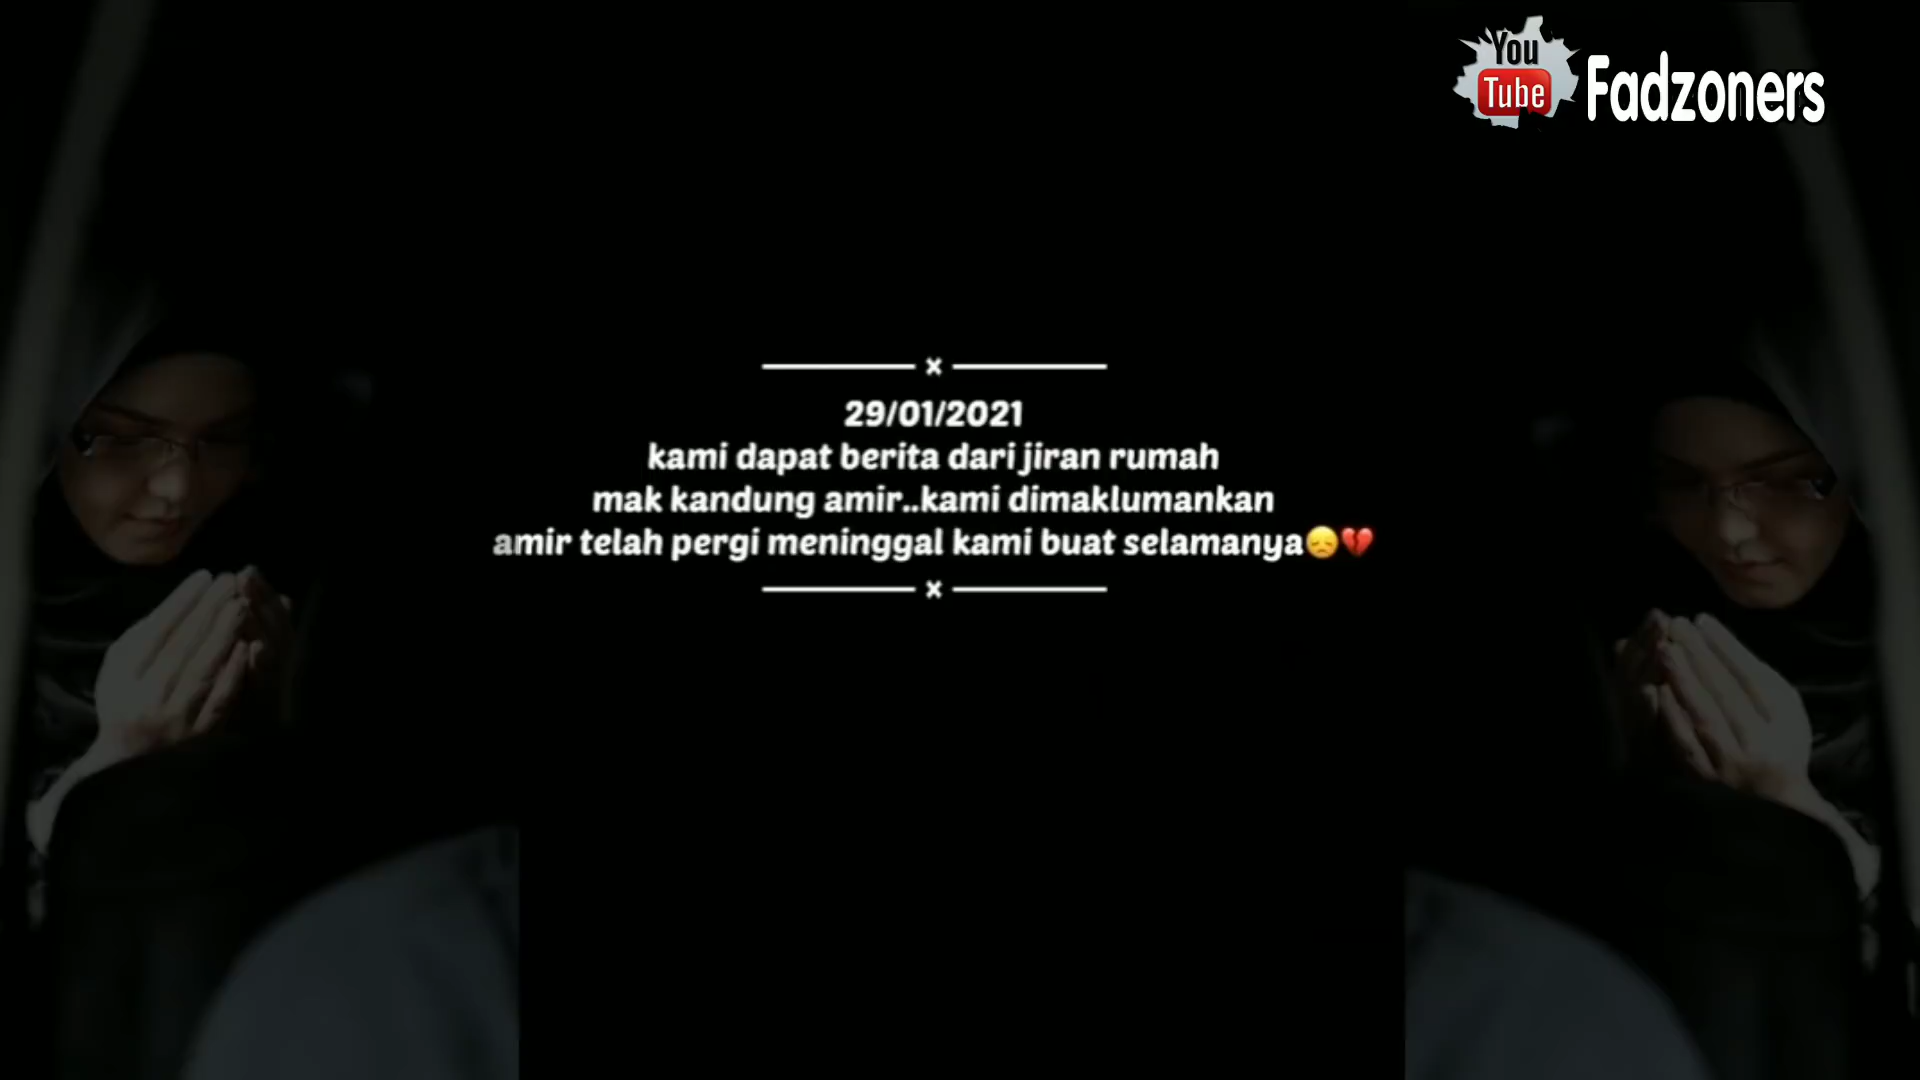 You
Tube
Fadzoners
29/01/2021
kami dapat berita dari jiran rumah
mak kandung amir..kami dimaklumankan
amir telah pergi meninggal kami buat selamanya😞💔